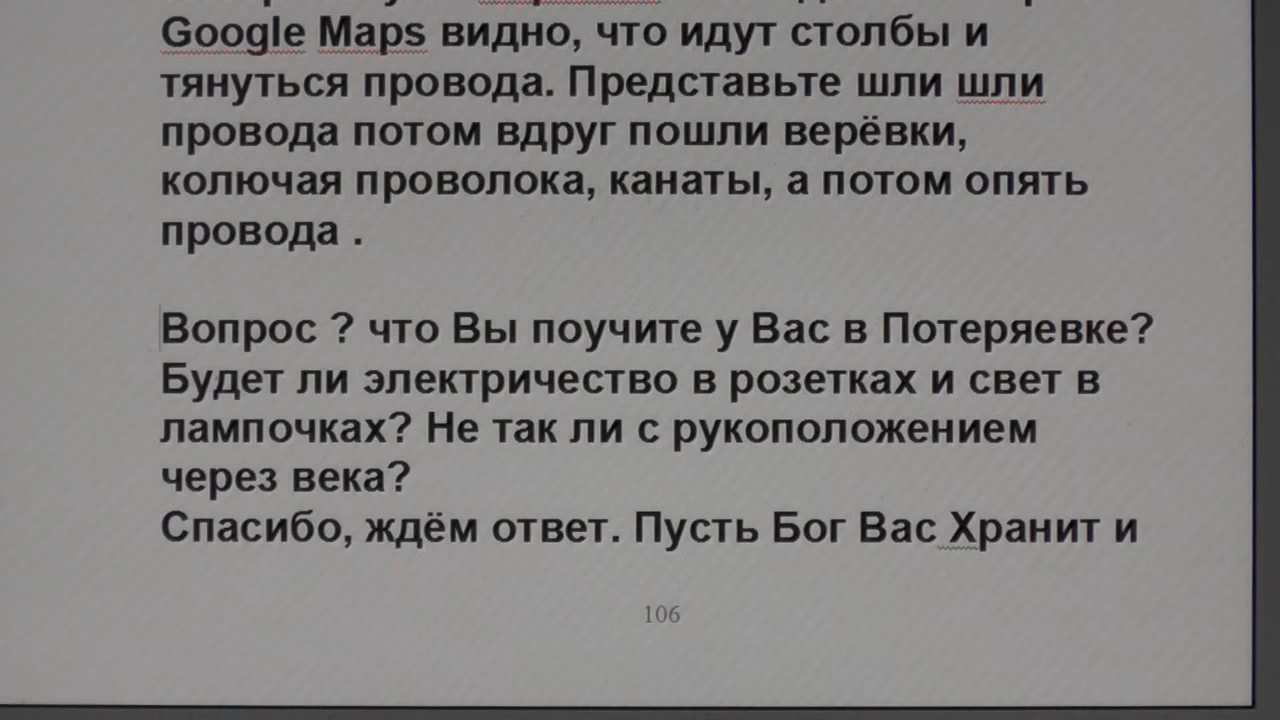 Google Maps видно, что идут столбы и
тянуться провода. Представьте шли шли
провода потом вдруг пошли верёвки,
колючая проволока, канаты, а потом опять
провода .
Вопрос ? что Вы поучите у Вас в Потеряевке?
Будет ли электричество в розетках и свет в
лампочках? Не так ли с рукоположением
через века?
Спасибо, ждём ответ. Пусть Бог Вас Хранит и
106